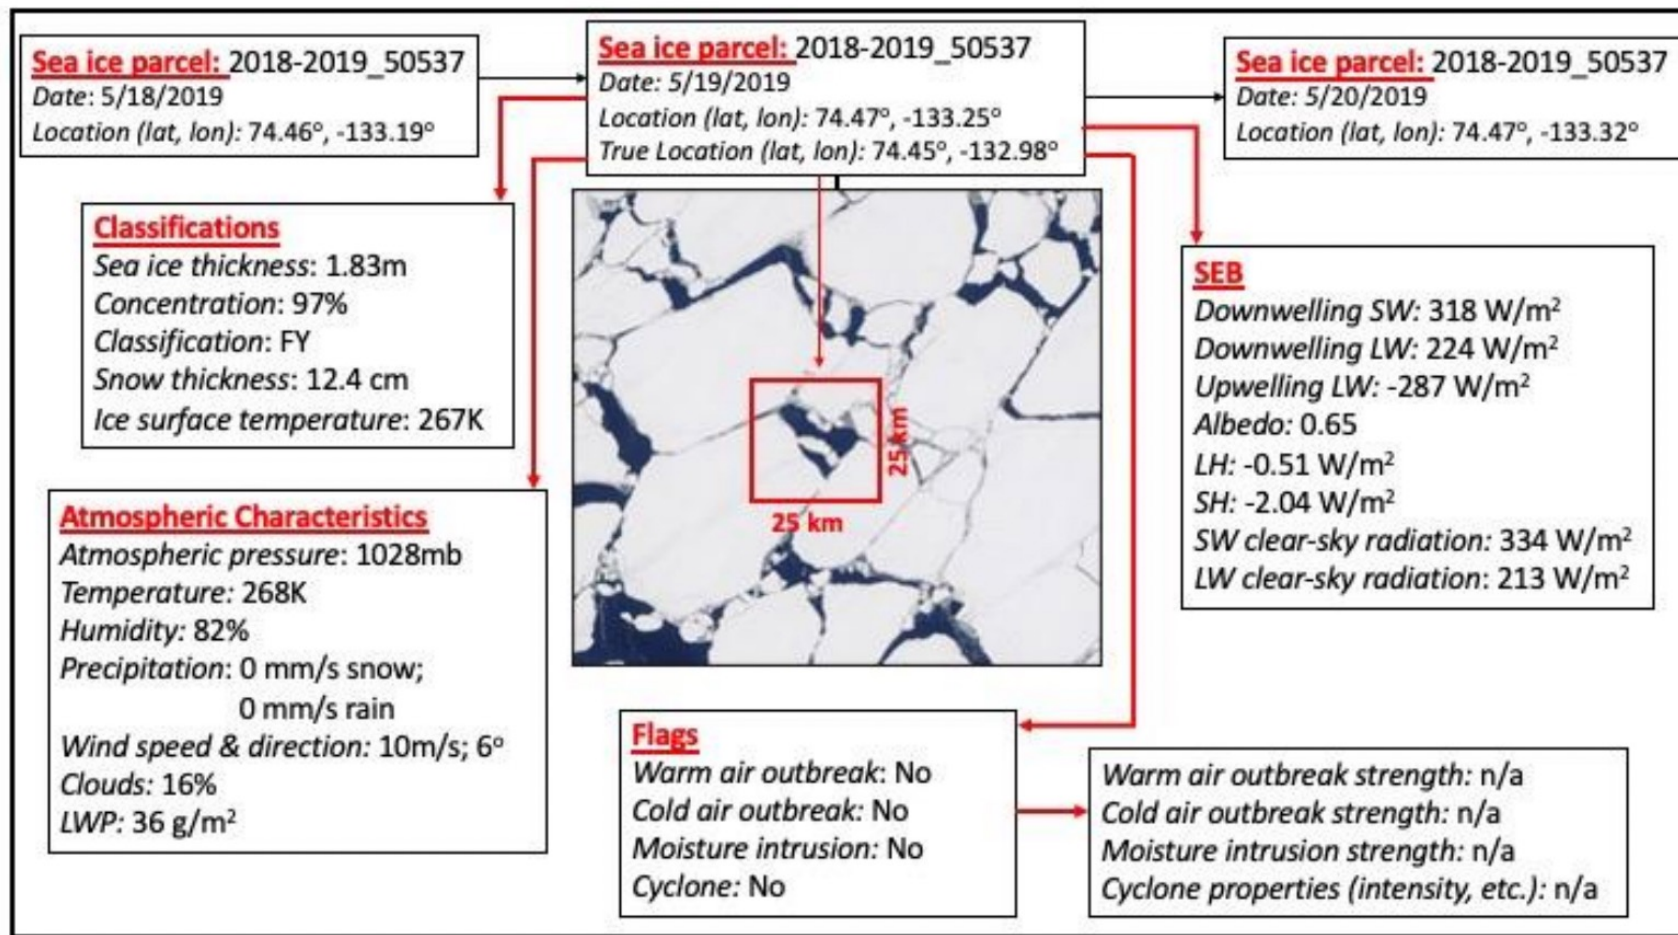 Sea ice parcel: 2018-2019_50537
Date: 5/18/2019
Location (lat, lon): 74.46°, -133.19°
Sea ice parcel: 2018-2019_50537
Date: 5/19/2019
Location (lat, lon): 74.47°, -133.25°
True Location (lat, lon): 74.45°, -132.98°
Sea ice parcel: 2018-2019_50537
Date: 5/20/2019
Location (lat, lon): 74.47°, -133.32°
Classifications
Sea ice thickness: 1.83m
Concentration: 97%
Classification: FY
Snow thickness: 12.4 cm
Ice surface temperature: 267K
Atmospheric Characteristics
Atmospheric pressure: 1028mb
Temperature: 268K
Humidity: 82%
Precipitation: 0 mm/s snow;
0 mm/s rain
Wind speed & direction: 10m/s; 6°
Clouds: 16%
LWP: 36 g/m²
25 km
25 km
SEB
Downwelling SW: 318 W/m²
Downwelling LW: 224 W/m²
Upwelling LW: -287 W/m²
Albedo: 0.65
LH: -0.51 W/m²
SH: -2.04 W/m²
SW clear-sky radiation: 334 W/m²
LW clear-sky radiation: 213 W/m²
Flags
Warm air outbreak: No
Cold air outbreak: No
Moisture intrusion: No
Cyclone: No
Warm air outbreak strength: n/a
Cold air outbreak strength: n/a
Moisture intrusion strength: n/a
Cyclone properties (intensity, etc.): n/a